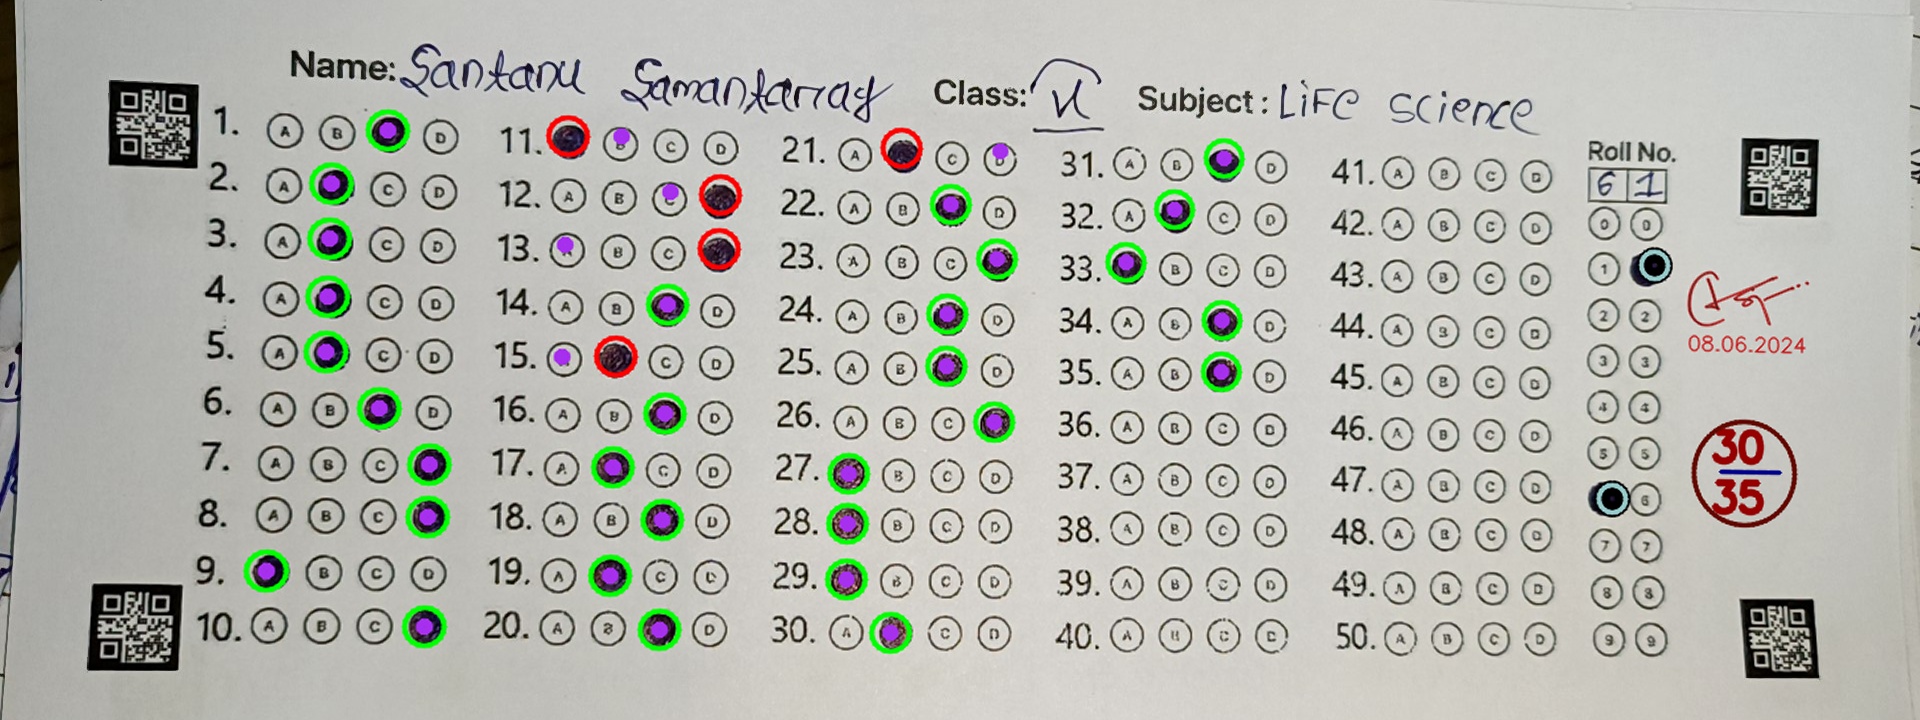 Name: Santanu Samantarray Class: VI Subject: LiFe science
1. A B D 11. C D 21. A C 31. A B D 41. A B C D Roll No.
2. A C D 12. A B 22. A B D 32. A C D 42. A B C D 6 1
3. A C D 13. B C 23. A B C 33. B C D 43. A B C D
4. A C D 14. A B D 24. A B D 34. A B D 44. A B C D
5. A C D 15. C D 25. A B D 35. A B D 45. A B C D
6. A B D 16. A B D 26. A B C 36. A B C D 46. A B C D
7. A B C 17. A C D 27. B C D 37. A B C D 47. A B C D
8. A B C 18. A B D 28. B C D 38. A B C D 48. A B C D
9. B C D 19. A C 29. B C D 39. A B C D 49. A B C D
10. A B C 20. A B D 30. A C D 40. A 50. A B C D
0 0
1
2 2
3 3
4 4
5 5
6
7 7
8 8
9 9
08.06.2024
30
35